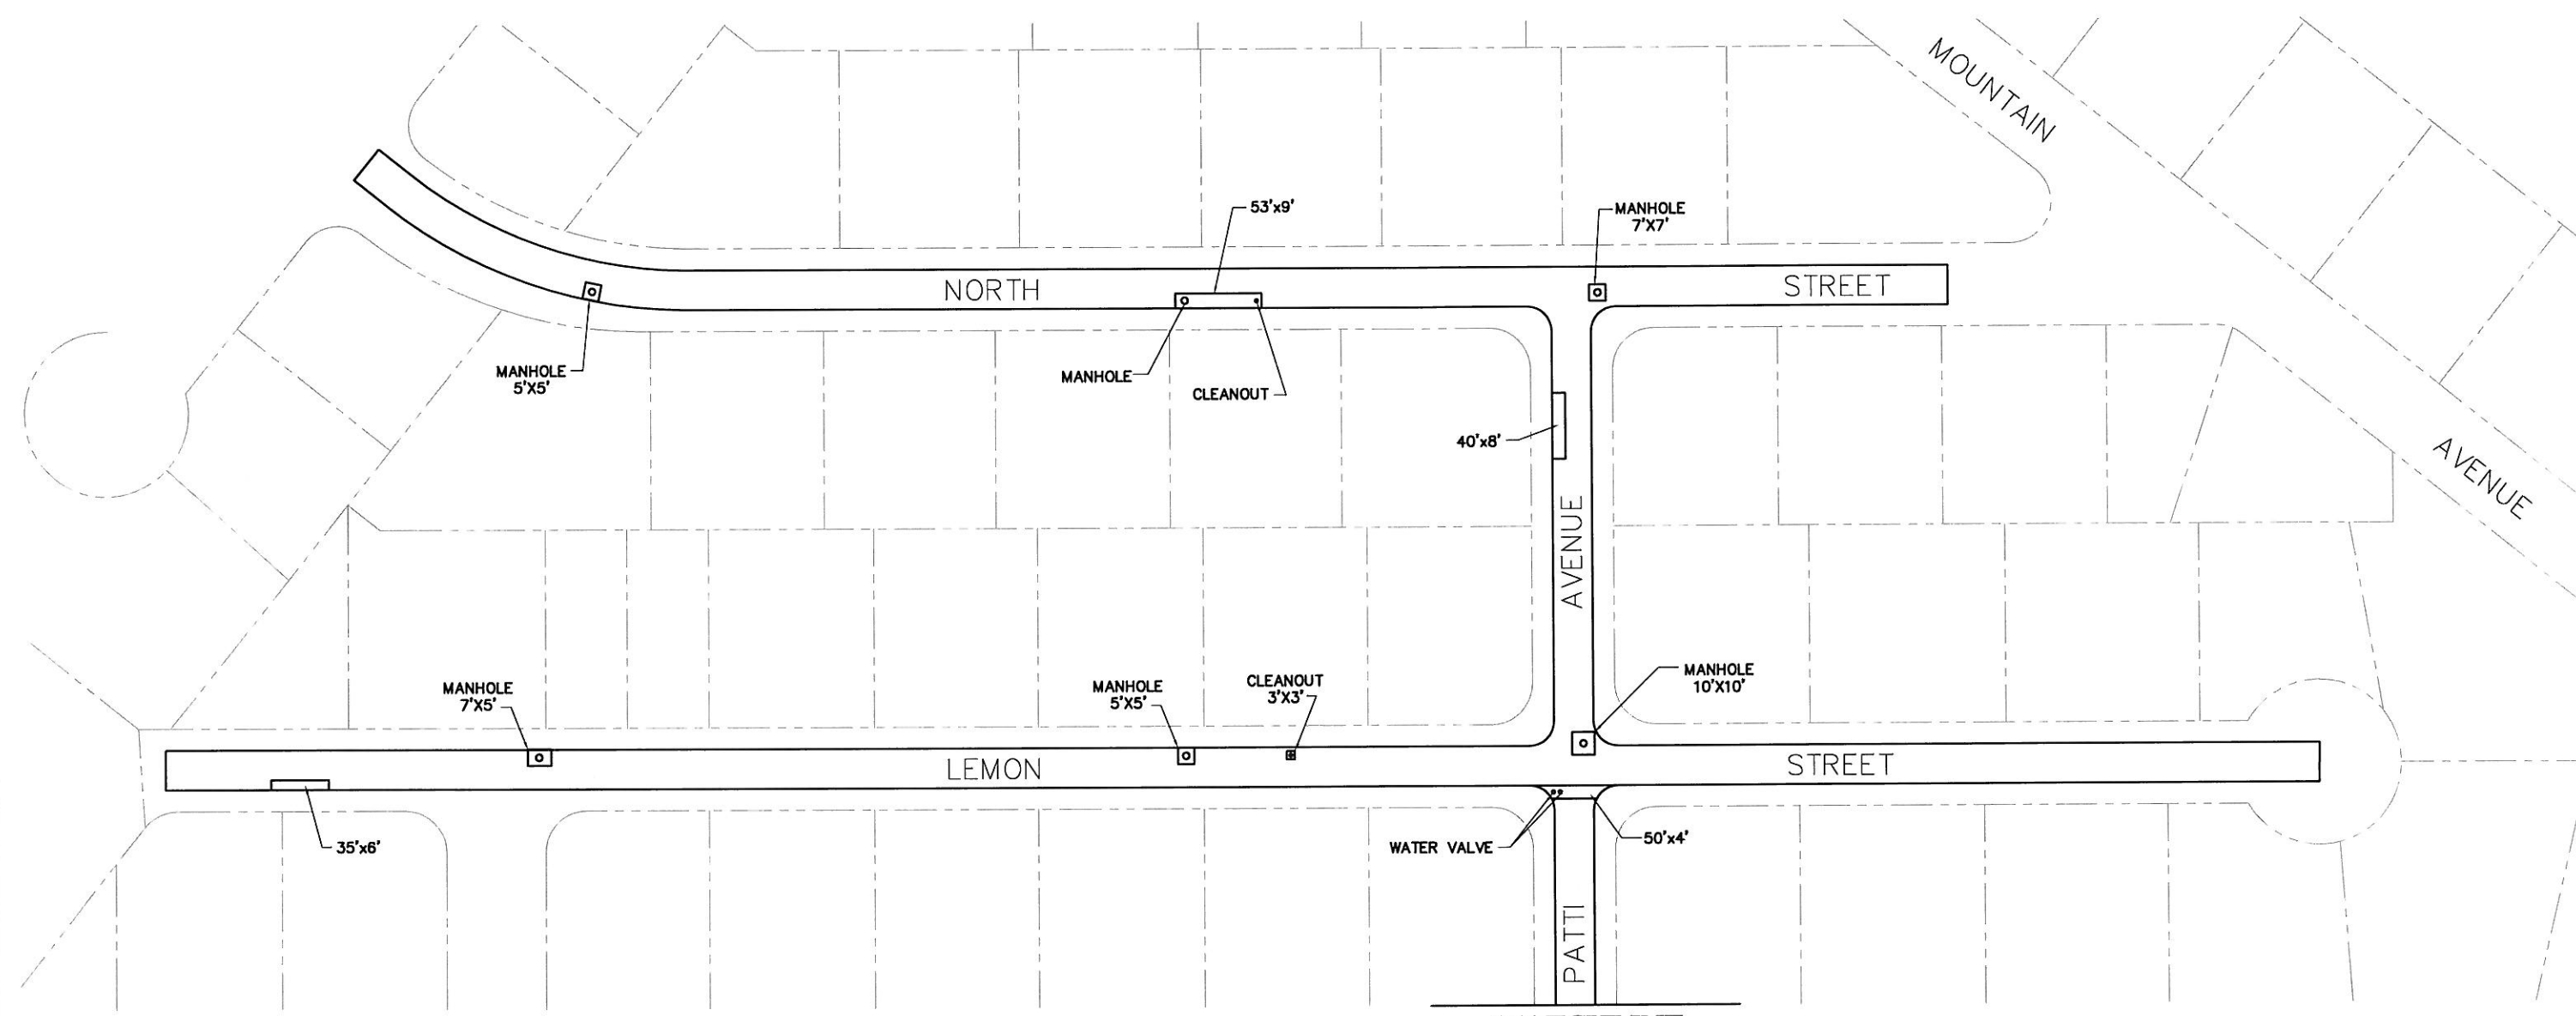 MOUNTAIN
53'x9'
MANHOLE
7'X7'
NORTH
STREET
MANHOLE
5'X5'
MANHOLE
CLEANOUT
40'x8'
AVENUE
AVENUE
MANHOLE
7'X5'
MANHOLE
5'X5'
CLEANOUT
3'X3'
MANHOLE
10'X10'
LEMON
STREET
35'x6'
WATER VALVE
50'x4'
PATTI